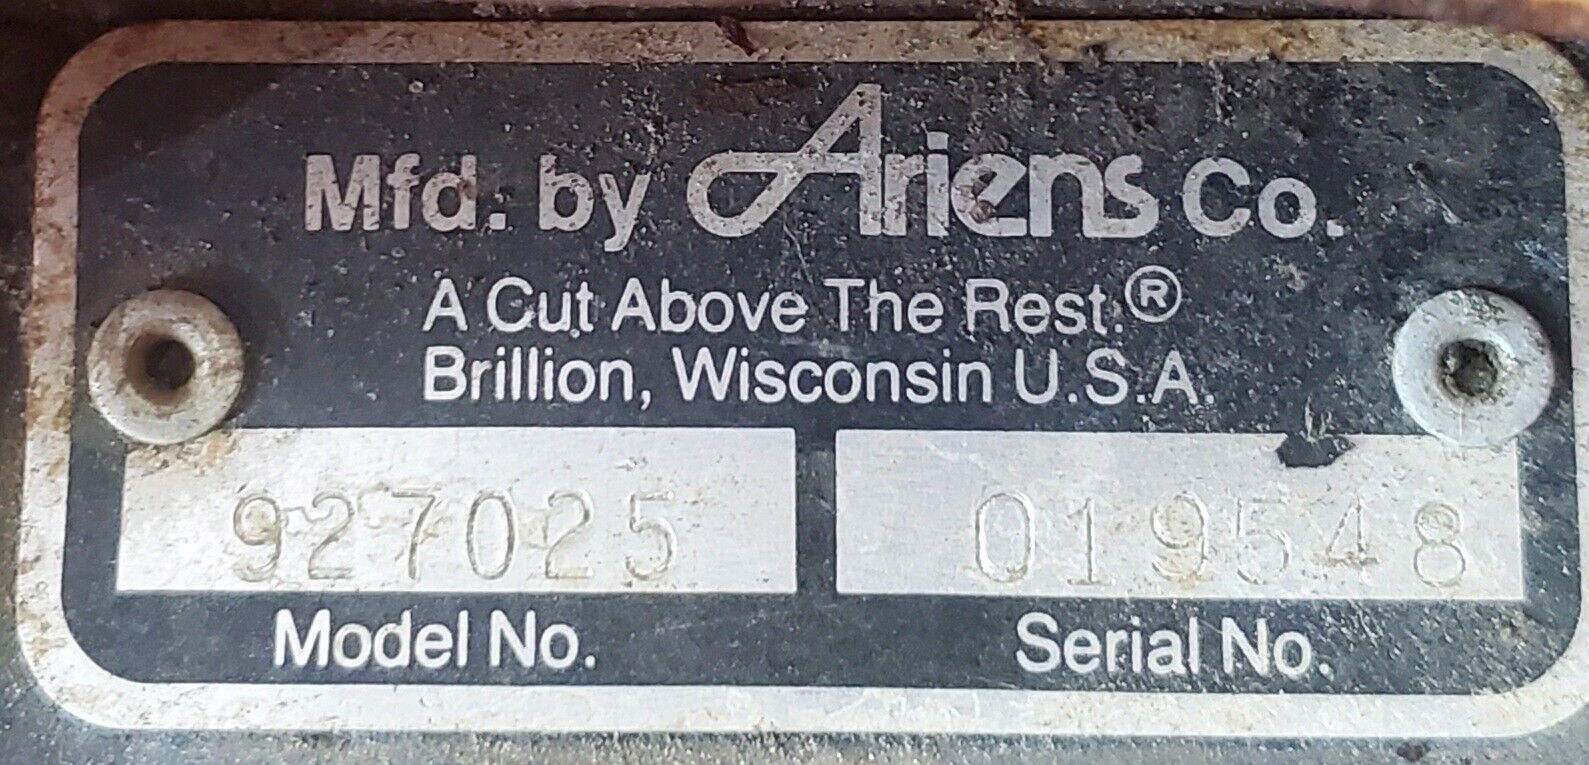 Mfd. by Ariens Co.
A Cut Above The Rest.®
Brillion, Wisconsin U.S.A.
927025 019548
Model No. Serial No.